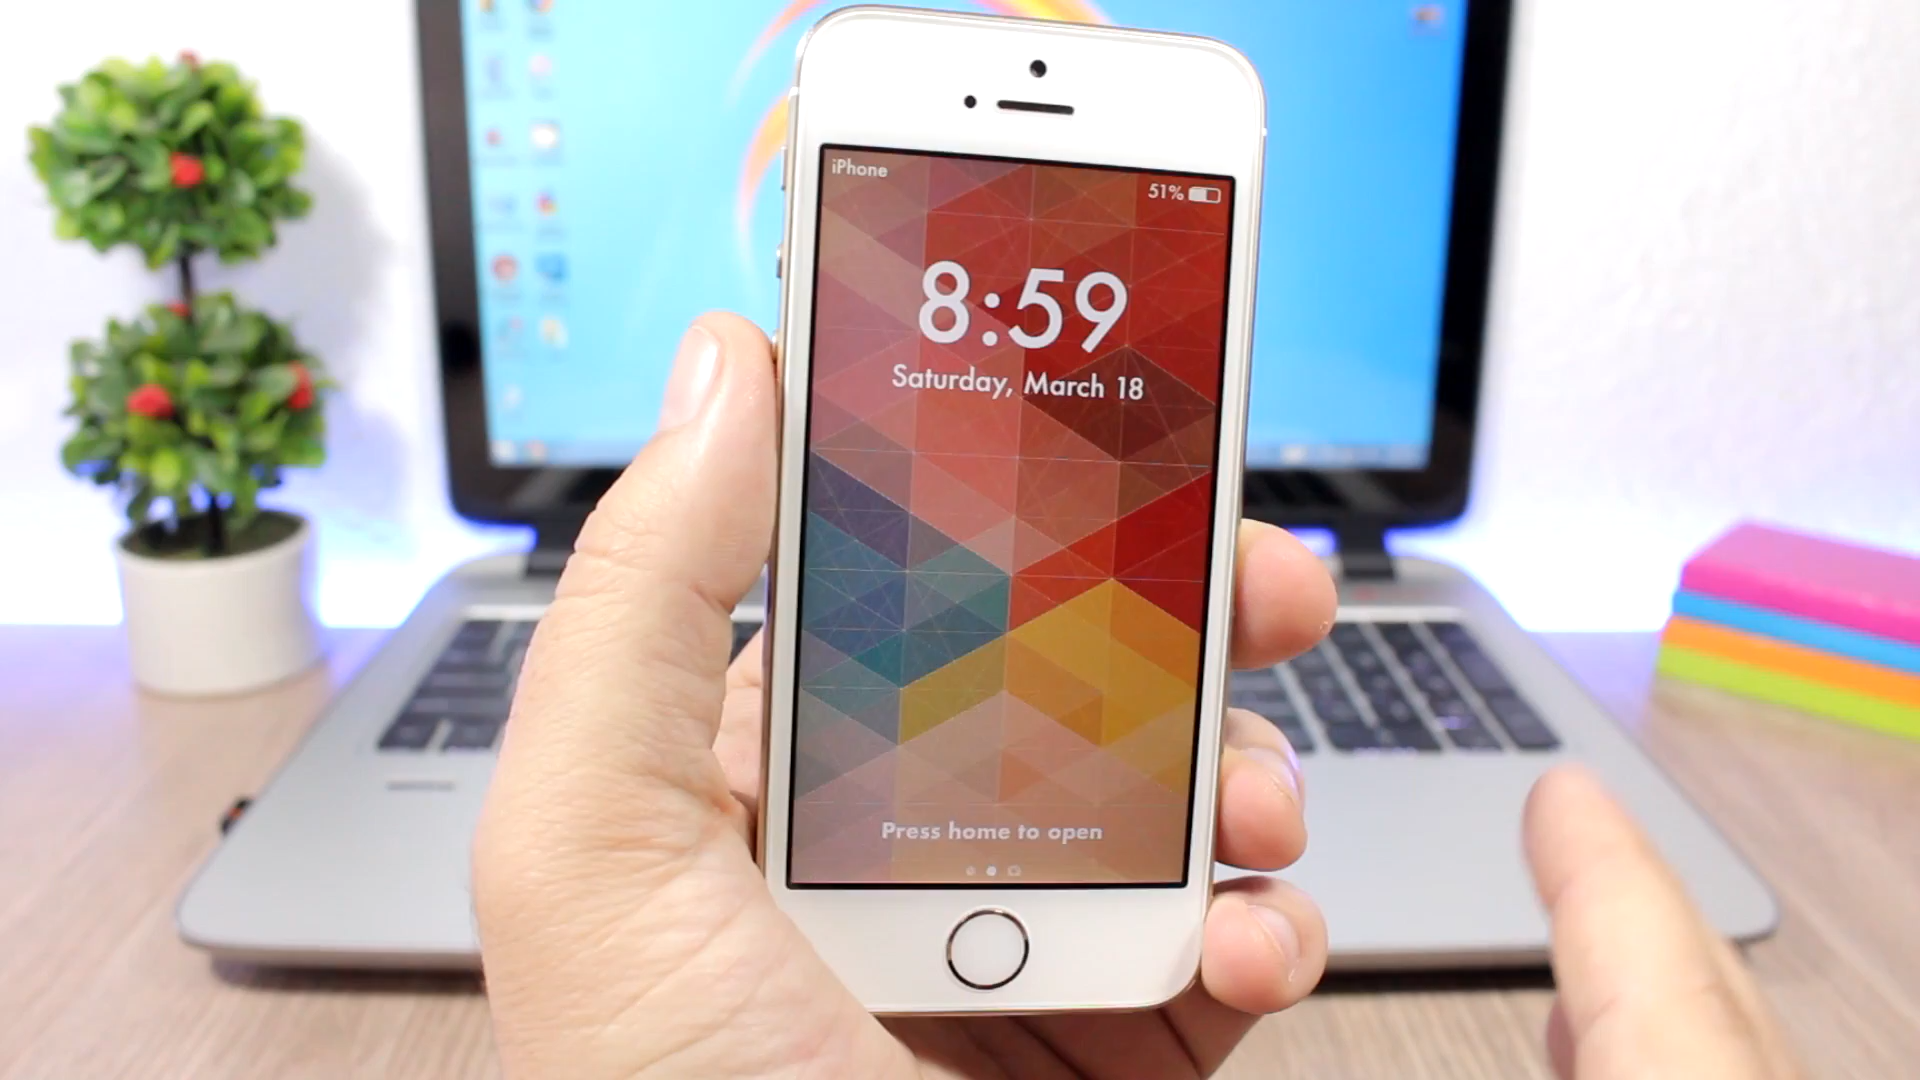 iPhone
51%
8:59
Saturday, March 18
Press home to open